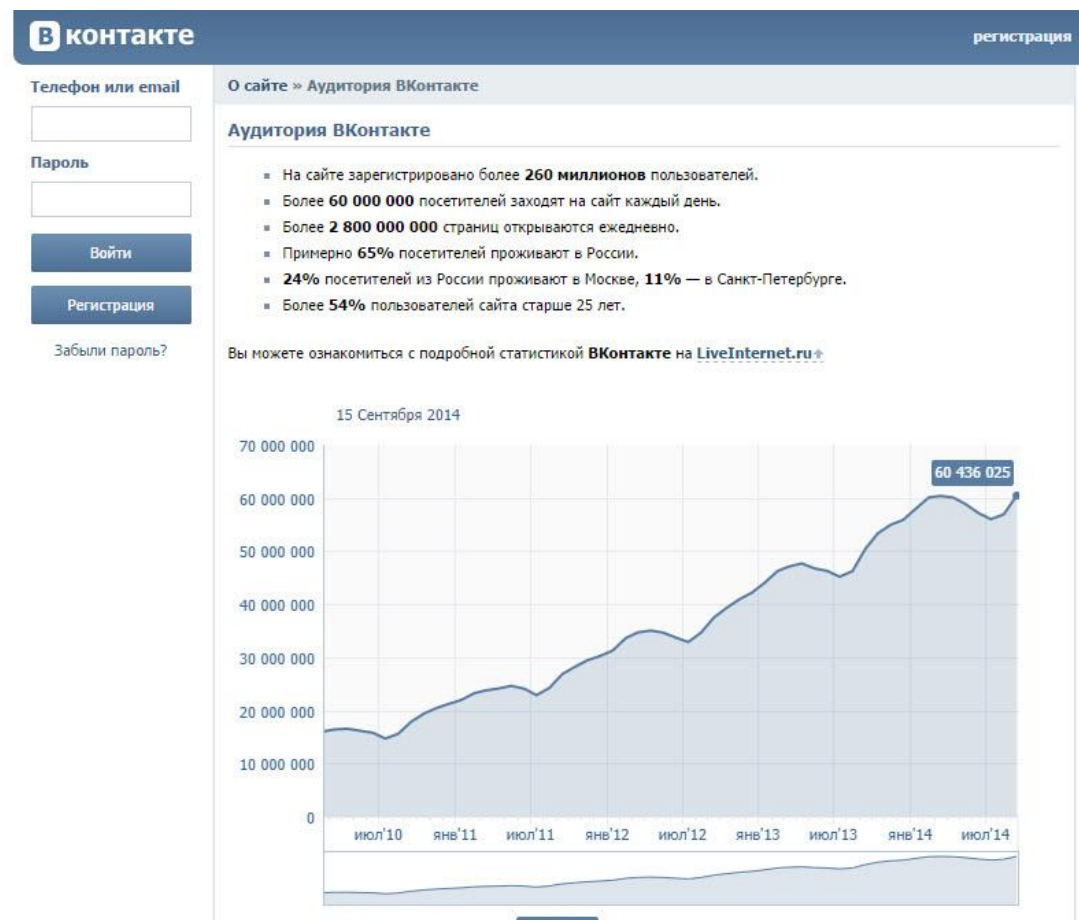 В контакте
регистрация
Телефон или email
Пароль
Войти
Регистрация
Забыли пароль?
О сайте » Аудитория ВКонтакте
Аудитория ВКонтакте
На сайте зарегистрировано более 260 миллионов пользователей.
Более 60 000 000 посетителей заходят на сайт каждый день.
Более 2 800 000 000 страниц открываются ежедневно.
Примерно 65% посетителей проживают в России.
24% посетителей из России проживают в Москве, 11% — в Санкт-Петербурге.
Более 54% пользователей сайта старше 25 лет.
Вы можете ознакомиться с подробной статистикой ВКонтакте на LiveInternet.ru
15 Сентября 2014
70 000 000
60 436 025
60 000 000
50 000 000
40 000 000
30 000 000
20 000 000
10 000 000
0
июл'10 янв'11 июл'11 янв'12 июл'12 янв'13 июл'13 янв'14 июл'14